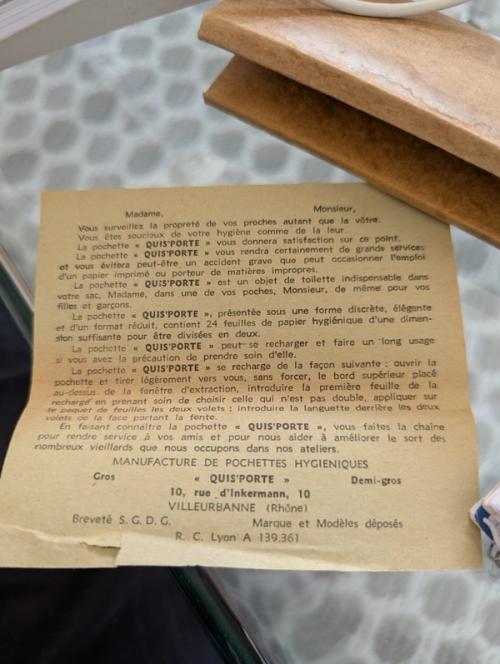 Madame, Monsieur,
Vous surveillez la propreté de vos proches autant que la vôtre.
Vous êtes soucieux de votre hygiène comme de la leur.
La pochette « QUIS'PORTE » vous donnera satisfaction sur ce point.
La pochette « QUIS'PORTE » vous rendra certainement de grands services
et vous évitera peut-être un accident grave que peut occasionner l'emploi
d'un papier imprimé ou porteur de matières impropres.
La pochette « QUIS'PORTE » est un objet de toilette indispensable dans
votre sac, Madame, dans une de vos poches, Monsieur, de même pour vos
filles et garçons.
La pochette « QUIS'PORTE », présentée sous une forme discrète, élégante
et d'un format réduit, contient 24 feuilles de papier hygiénique d'une dimen-
sion suffisante pour être divisées en deux.
La pochette « QUIS'PORTE » peut se recharger et faire un long usage
si vous avez la précaution de prendre soin d'elle.
La pochette « QUIS'PORTE » se recharge de la façon suivante : ouvrir la
pochette et tirer légèrement vers vous, sans forcer, le bord supérieur placé
au-dessus de la fenêtre d'extraction, introduire la première feuille de la
recharge en prenant soin de choisir celle qui n'est pas double, appliquer sur
le paquet de feuilles les deux volets ; introduire la languette derrière les deux
volets de la face portant la fente.
En faisant connaître la pochette « QUIS'PORTE », vous faites la chaîne
pour rendre service à vos amis et pour nous aider à améliorer le sort des
nombreux vieillards que nous occupons dans nos ateliers.
MANUFACTURE DE POCHETTES HYGIENIQUES
Gros « QUIS'PORTE » Demi-gros
10, rue d'Inkermann, 10
VILLEURBANNE (Rhône)
Breveté S. G. D. G. Marque et Modèles déposés
R. C. Lyon A 139.361